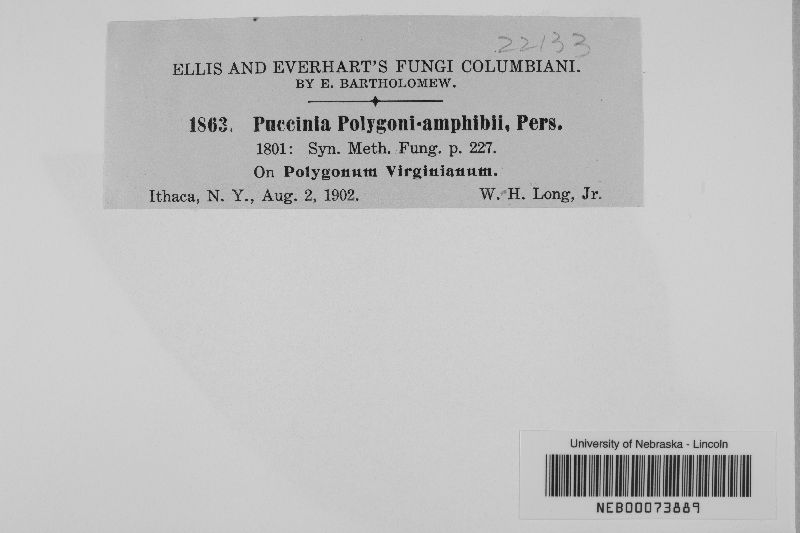 22133
ELLIS AND EVERHART'S FUNGI COLUMBIANI.
BY E. BARTHOLOMEW.
1863. Puccinia Polygoni-amphibii, Pers.
1801: Syn. Meth. Fung. p. 227.
On Polygonum Virginianum.
Ithaca, N. Y., Aug. 2, 1902. W. H. Long, Jr.
University of Nebraska - Lincoln
NEB00073889